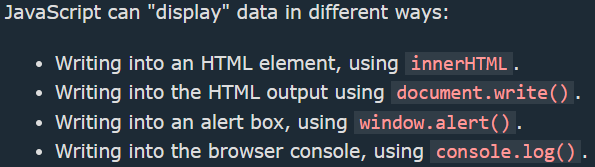 JavaScript can "display" data in different ways:
• Writing into an HTML element, using innerHTML.
• Writing into the HTML output using document.write().
• Writing into an alert box, using window.alert().
• Writing into the browser console, using console.log().